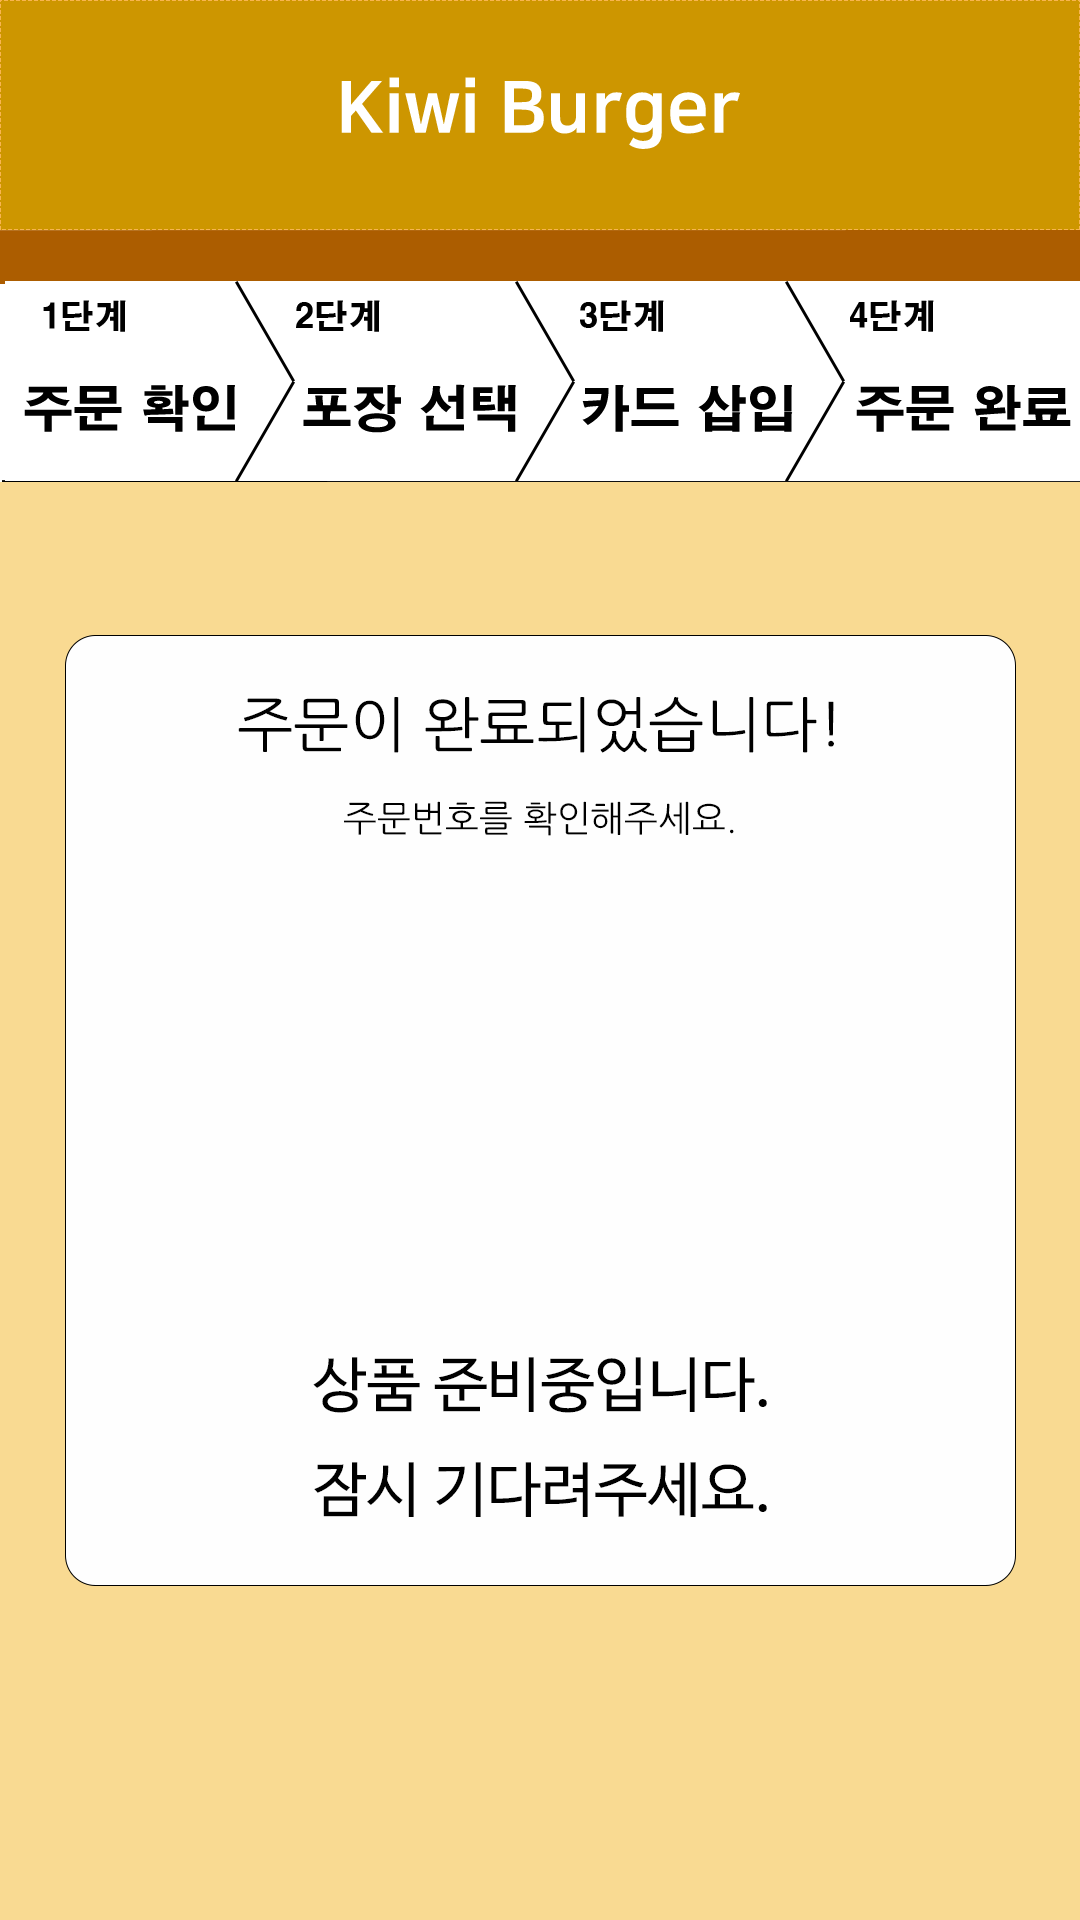 Kiwi Burger
1단계
2단계
3단계
4단계
주문 확인
포장 선택
카드 삽입
주문 완료
주문이 완료되었습니다!
주문번호를 확인해주세요.
상품 준비중입니다.
잠시 기다려주세요.